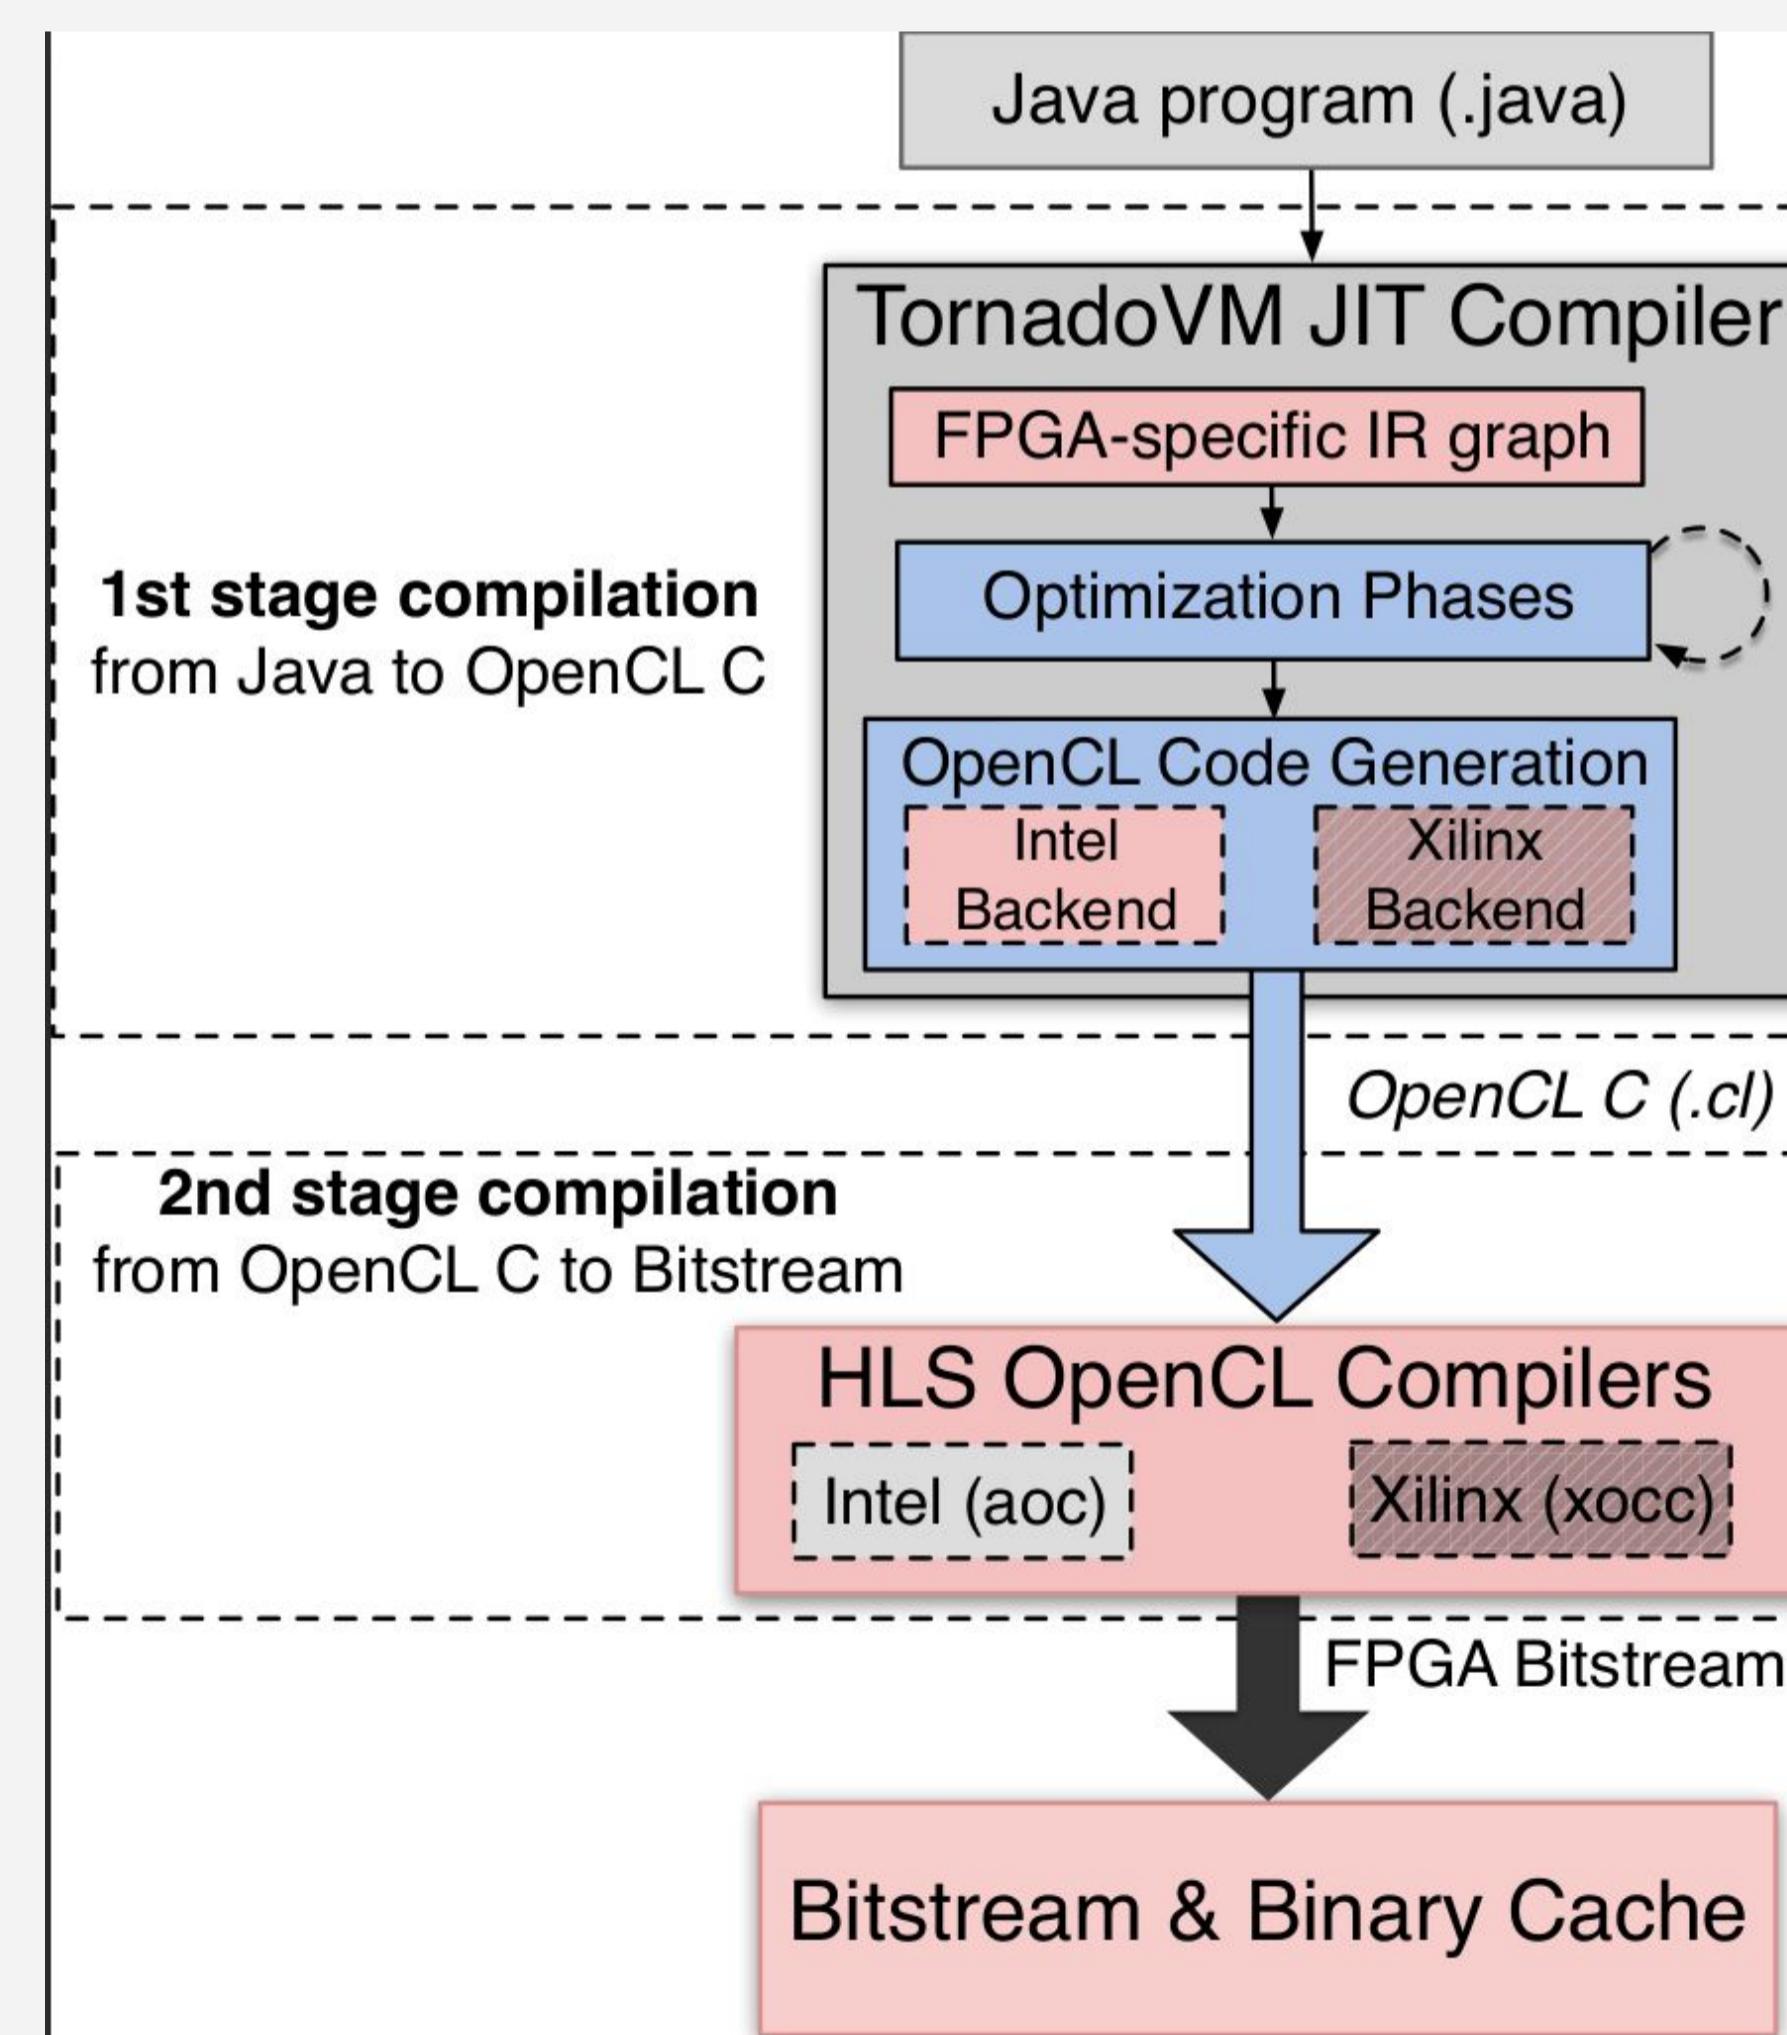 Java program (.java)
TornadoVM JIT Compiler
FPGA-specific IR graph
Optimization Phases
1st stage compilation
from Java to OpenCL C
OpenCL Code Generation
Intel
Backend
Xilinx
Backend
OpenCL C (.cl)
2nd stage compilation
from OpenCL C to Bitstream
HLS OpenCL Compilers
Intel (aoc)
Xilinx (xocc)
FPGA Bitstream
Bitstream & Binary Cache